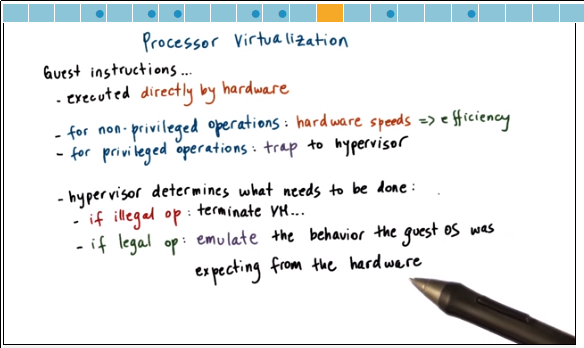 Processor Virtualization
Guest instructions...
- executed directly by hardware
- for non-privileged operations: hardware speeds => efficiency
- for privileged operations: trap to hypervisor
- hypervisor determines what needs to be done:
- if illegal op: terminate VM...
- if legal op: emulate the behavior the guest OS was
expecting from the hardware